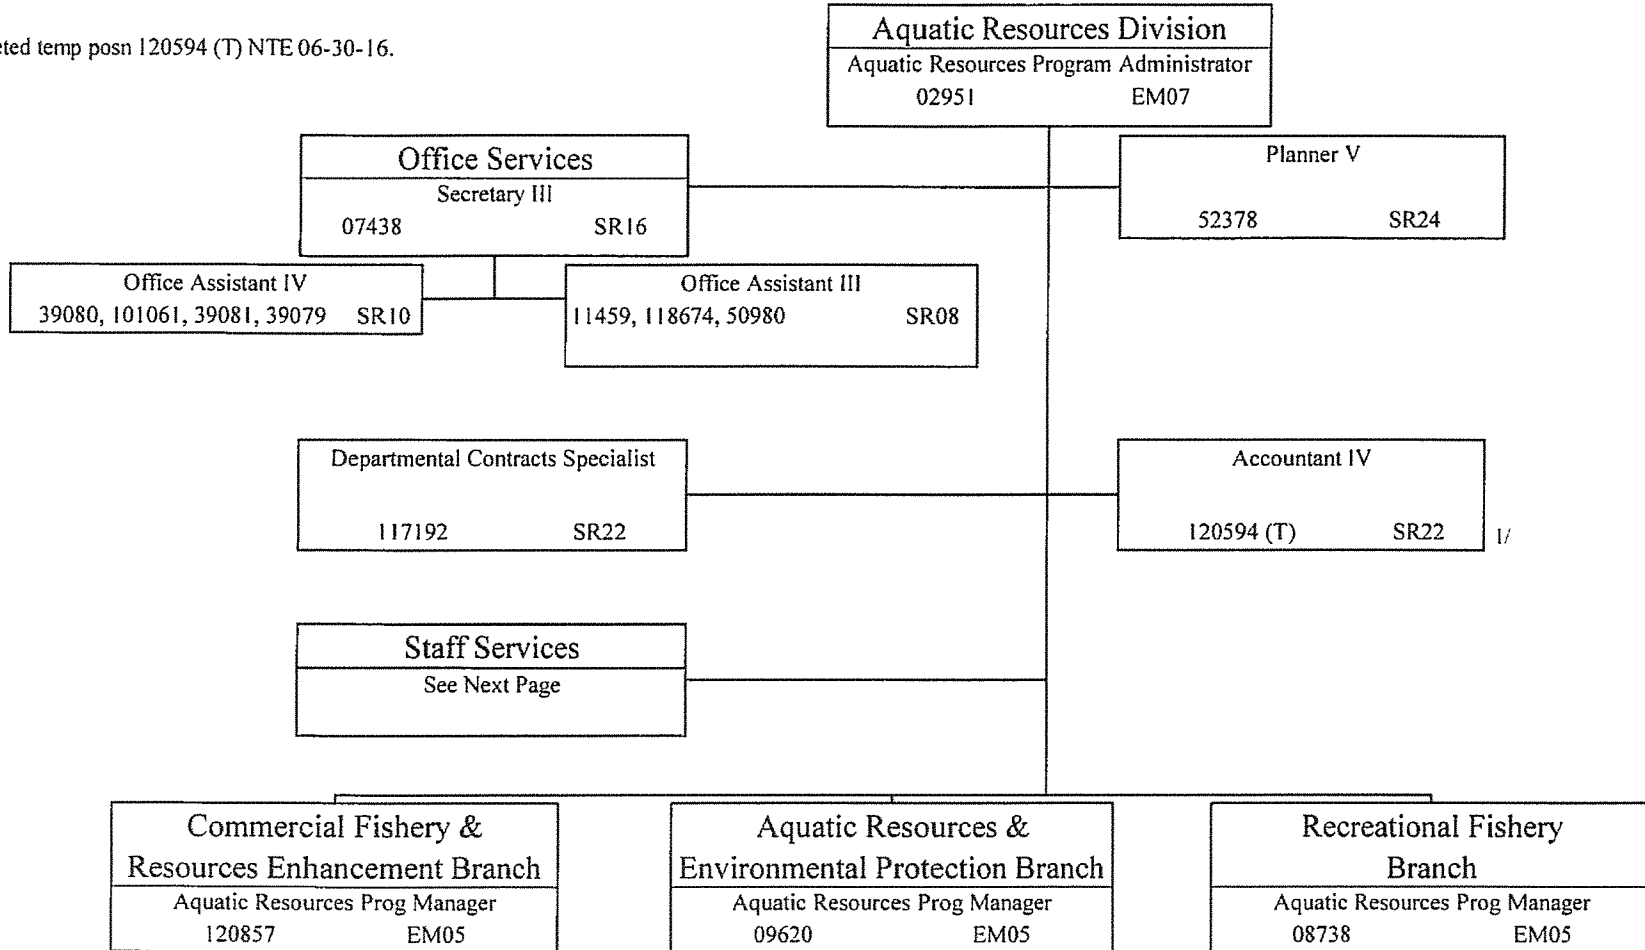 temp posn 120594 (T) NTE 06-30-16.
Aquatic Resources Division
Aquatic Resources Program Administrator
02951 EM07
Office Services
Secretary III
07438 SR16
Planner V
52378 SR24
Office Assistant IV
39080, 101061, 39081, 39079 SR10
Office Assistant III
11459, 118674, 50980 SR08
Departmental Contracts Specialist
117192 SR22
Accountant IV
120594 (T) SR22 1/
Staff Services
See Next Page
Commercial Fishery &
Resources Enhancement Branch
Aquatic Resources Prog Manager
120857 EM05
Aquatic Resources &
Environmental Protection Branch
Aquatic Resources Prog Manager
09620 EM05
Recreational Fishery
Branch
Aquatic Resources Prog Manager
08738 EM05